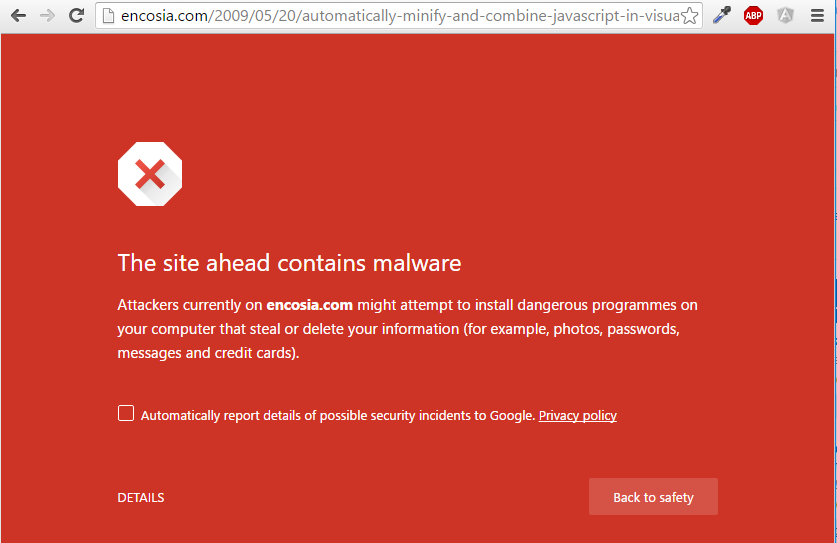 encosia.com/2009/05/20/automatically-minify-and-combine-javascript-in-visua
ABP
A
The site ahead contains malware
Attackers currently on encosia.com might attempt to install dangerous programmes on
your computer that steal or delete your information (for example, photos, passwords,
messages and credit cards).
Automatically report details of possible security incidents to Google. Privacy policy
DETAILS
Back to safety